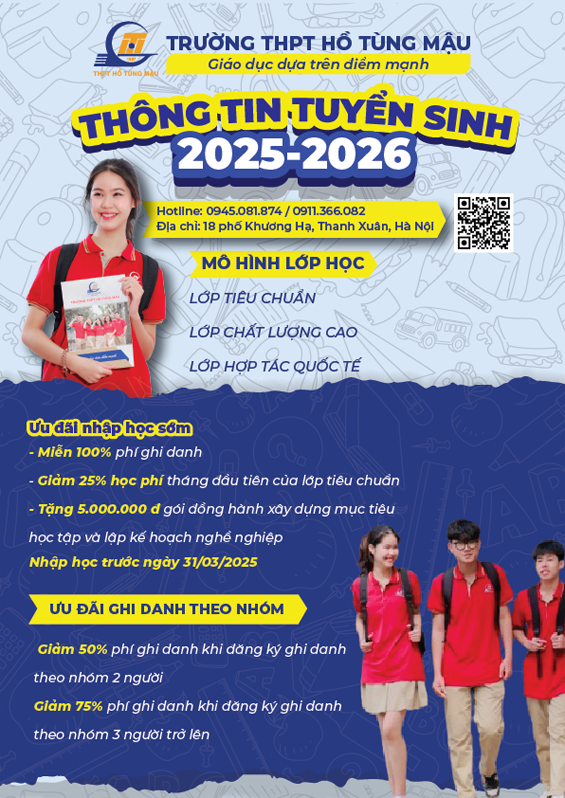 TRƯỜNG THPT HỒ TÙNG MẬU
Giáo dục dựa trên điểm mạnh
THPT HỒ TÙNG MẬU
THÔNG TIN TUYỂN SINH
2025-2026
Hotline: 0945.081.874 / 0911.366.082
Địa chỉ: 18 phố Khương Hạ, Thanh Xuân, Hà Nội
MÔ HÌNH LỚP HỌC
LỚP TIÊU CHUẨN
LỚP CHẤT LƯỢNG CAO
LỚP HỢP TÁC QUỐC TẾ
Ưu đãi nhập học sớm
- Miễn 100% phí ghi danh
- Giảm 25% học phí tháng đầu tiên của lớp tiêu chuẩn
- Tặng 5.000.000 đ gói đồng hành xây dựng mục tiêu
học tập và lập kế hoạch nghề nghiệp
Nhập học trước ngày 31/03/2025
ƯU ĐÃI GHI DANH THEO NHÓM
Giảm 50% phí ghi danh khi đăng ký ghi danh
theo nhóm 2 người
Giảm 75% phí ghi danh khi đăng ký ghi danh
theo nhóm 3 người trở lên